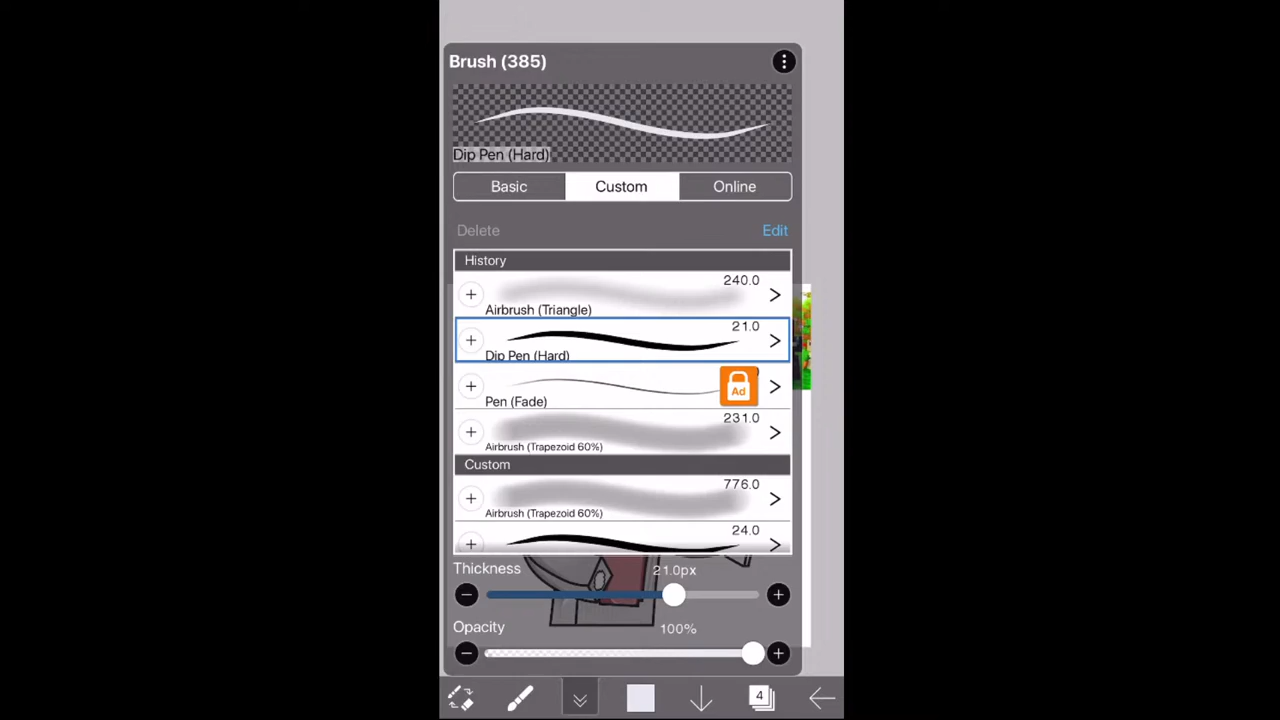 Brush (385)
Dip Pen (Hard)
Basic
Custom
Online
Delete
Edit
History
240.0
Airbrush (Triangle)
21.0
Dip Pen (Hard)
Ad
Pen (Fade)
231.0
Airbrush (Trapezoid 60%)
Custom
776.0
Airbrush (Trapezoid 60%)
24.0
Thickness
21.0px
Opacity
100%
4